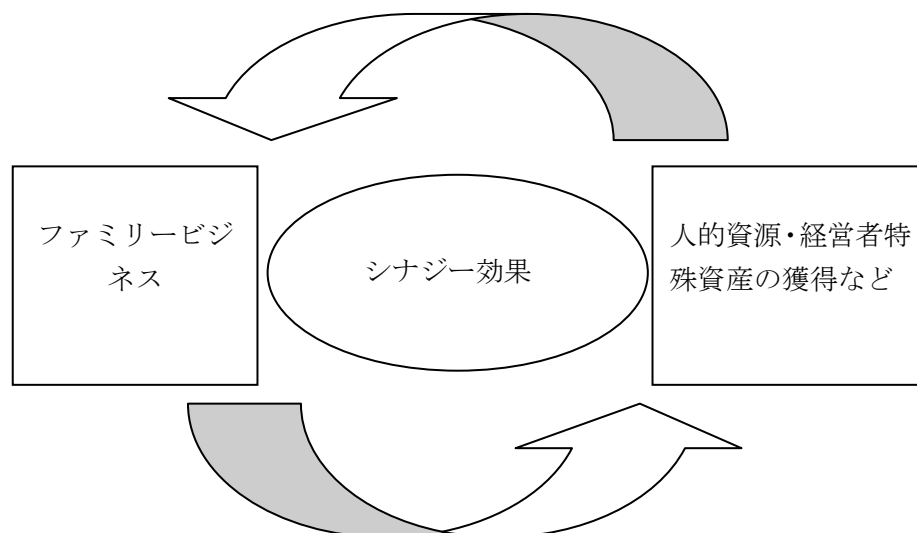 ファミリービジ
ネス
シナジー効果
人的資源・経営者特
殊資産の獲得など